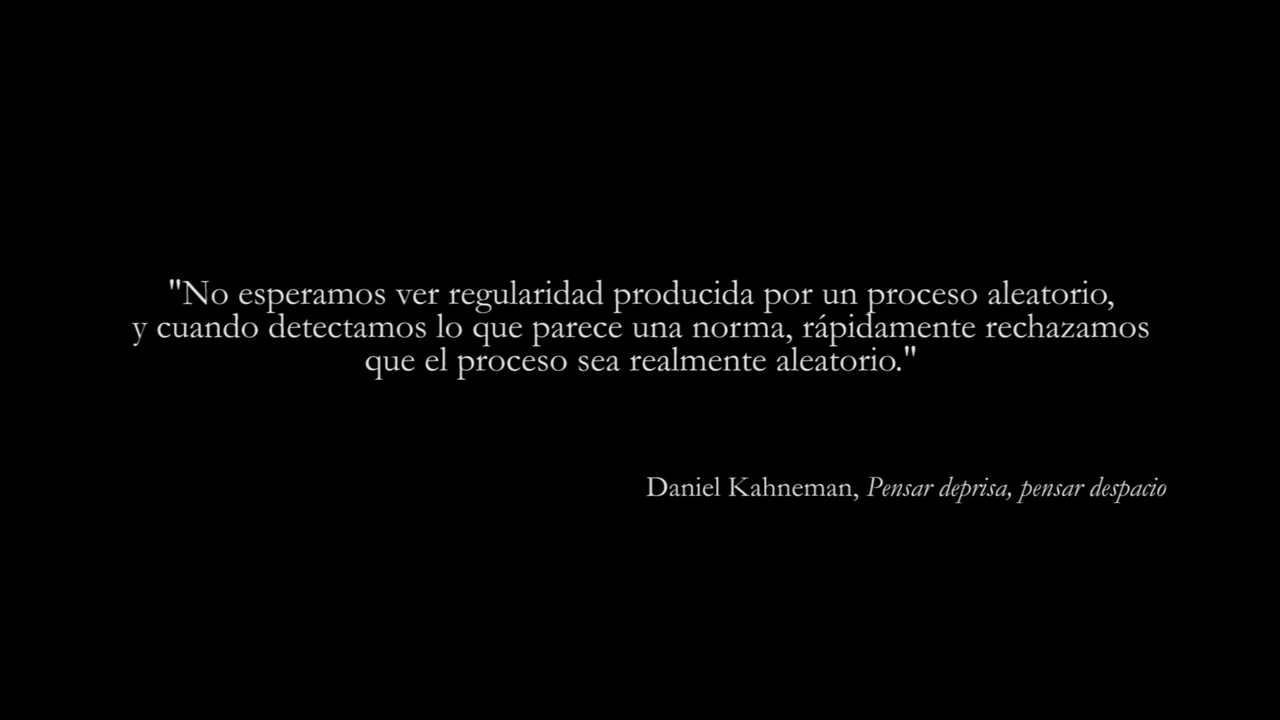 "No esperamos ver regularidad producida por un proceso aleatorio,
y cuando detectamos lo que parece una norma, rápidamente rechazamos
que el proceso sea realmente aleatorio."
Daniel Kahneman, Pensar deprisa, pensar despacio